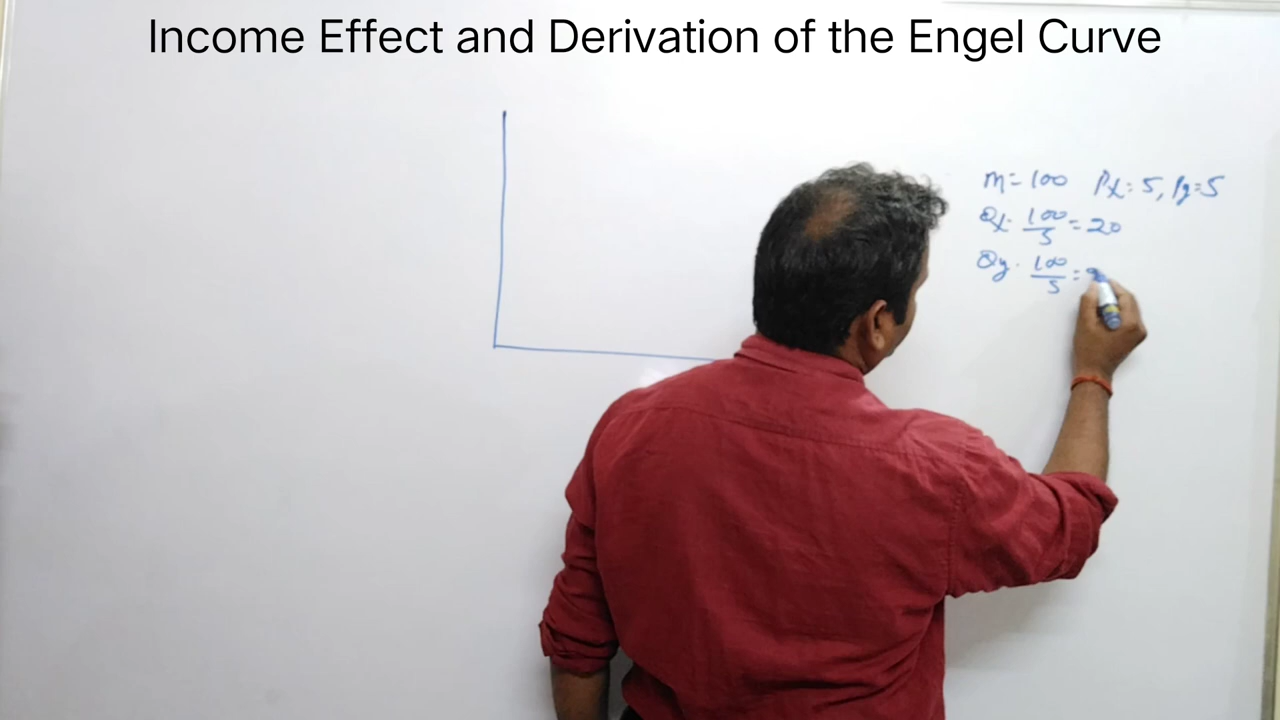 Income Effect and Derivation of the Engel Curve
M = 100 Px = 5, Py = 5
Qx = 100/5 = 20
Qy = 100/5 =